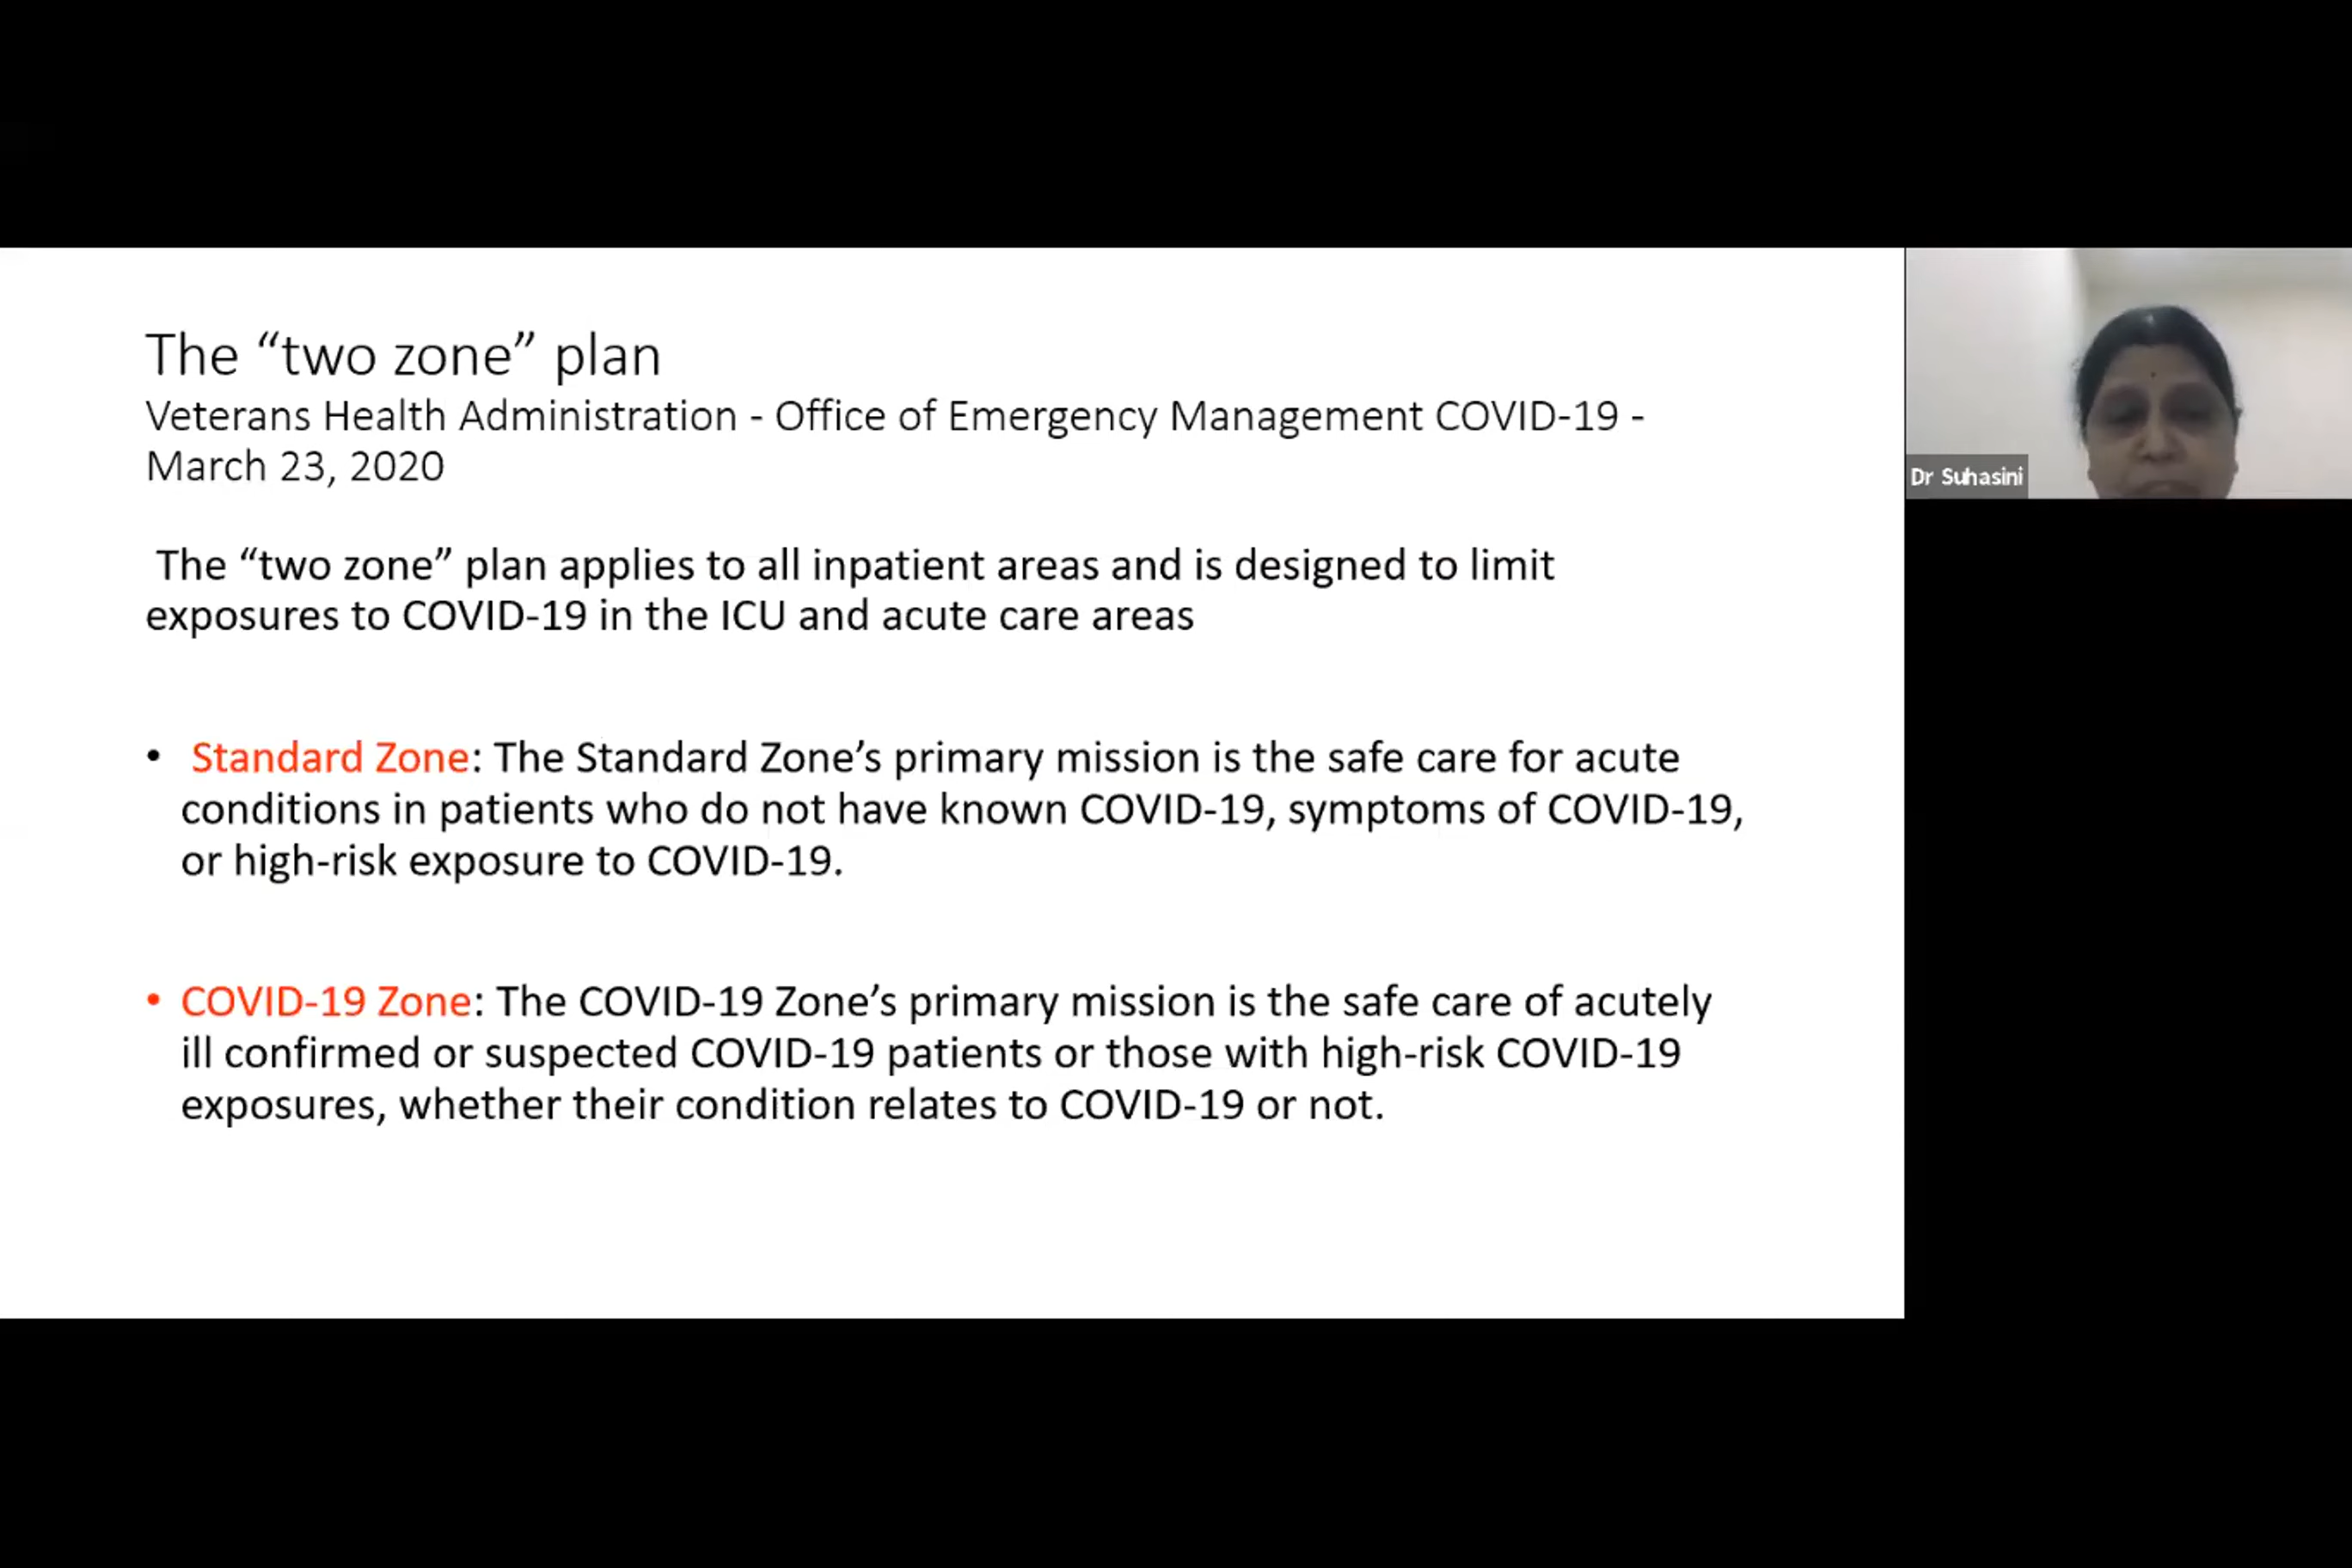 The “two zone” plan
Veterans Health Administration - Office of Emergency Management COVID-19 -
March 23, 2020
The “two zone” plan applies to all inpatient areas and is designed to limit
exposures to COVID-19 in the ICU and acute care areas
• Standard Zone: The Standard Zone’s primary mission is the safe care for acute
conditions in patients who do not have known COVID-19, symptoms of COVID-19,
or high-risk exposure to COVID-19.
• COVID-19 Zone: The COVID-19 Zone’s primary mission is the safe care of acutely
ill confirmed or suspected COVID-19 patients or those with high-risk COVID-19
exposures, whether their condition relates to COVID-19 or not.
Dr Suhasini